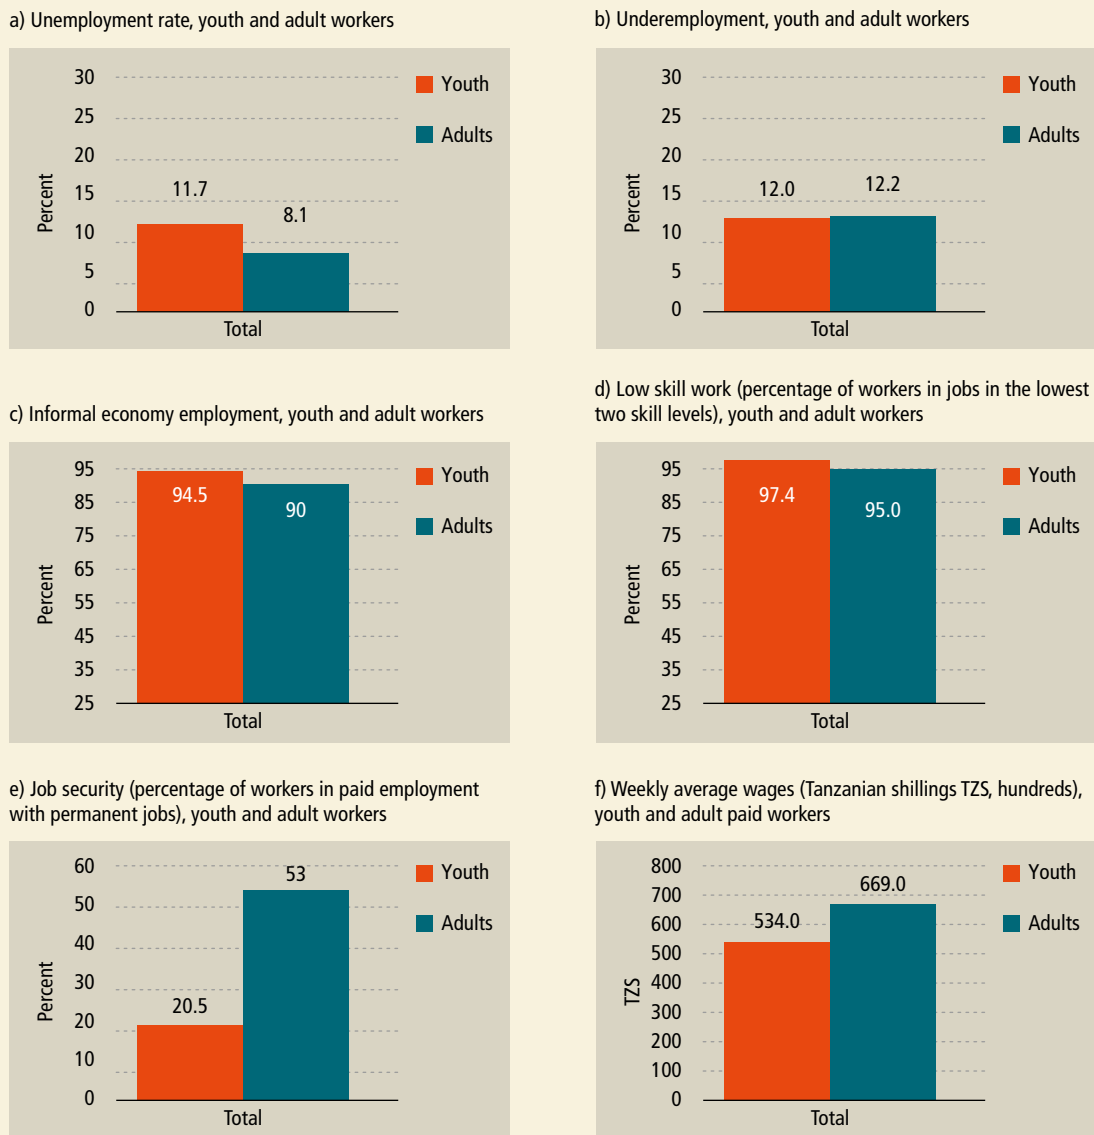 a) Unemployment rate, youth and adult workers
30
25
20
15
10
5
0
Percent
11.7
8.1
Total
Youth
Adults
b) Underemployment, youth and adult workers
30
25
20
15
10
5
0
Percent
12.0
12.2
Total
Youth
Adults
c) Informal economy employment, youth and adult workers
95
85
75
65
55
45
35
25
Percent
94.5
90
Total
Youth
Adults
d) Low skill work (percentage of workers in jobs in the lowest
two skill levels), youth and adult workers
95
85
75
65
55
45
35
25
Percent
97.4
95.0
Total
Youth
Adults
e) Job security (percentage of workers in paid employment
with permanent jobs), youth and adult workers
60
50
40
30
20
10
0
Percent
20.5
53
Total
Youth
Adults
f) Weekly average wages (Tanzanian shillings TZS, hundreds),
youth and adult paid workers
800
700
600
500
400
300
200
100
0
TZS
534.0
669.0
Total
Youth
Adults